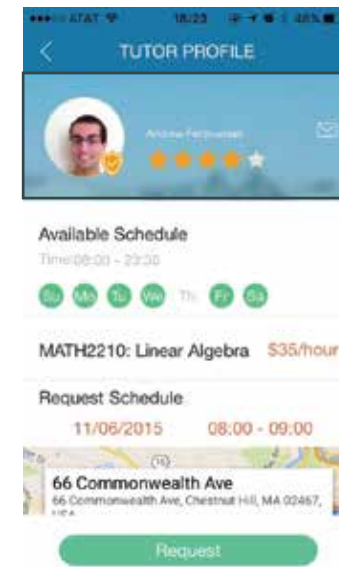 AT&T 18:23 48%
TUTOR PROFILE
Andrew
Available Schedule
Time:08:00 - 23:30
Su Mo Tu We Th Fr Sa
MATH2210: Linear Algebra $35/hour
Request Schedule
11/06/2015 08:00 - 09:00
66 Commonwealth Ave
66 Commonwealth Ave, Chestnut Hill, MA 02467,
USA
Request